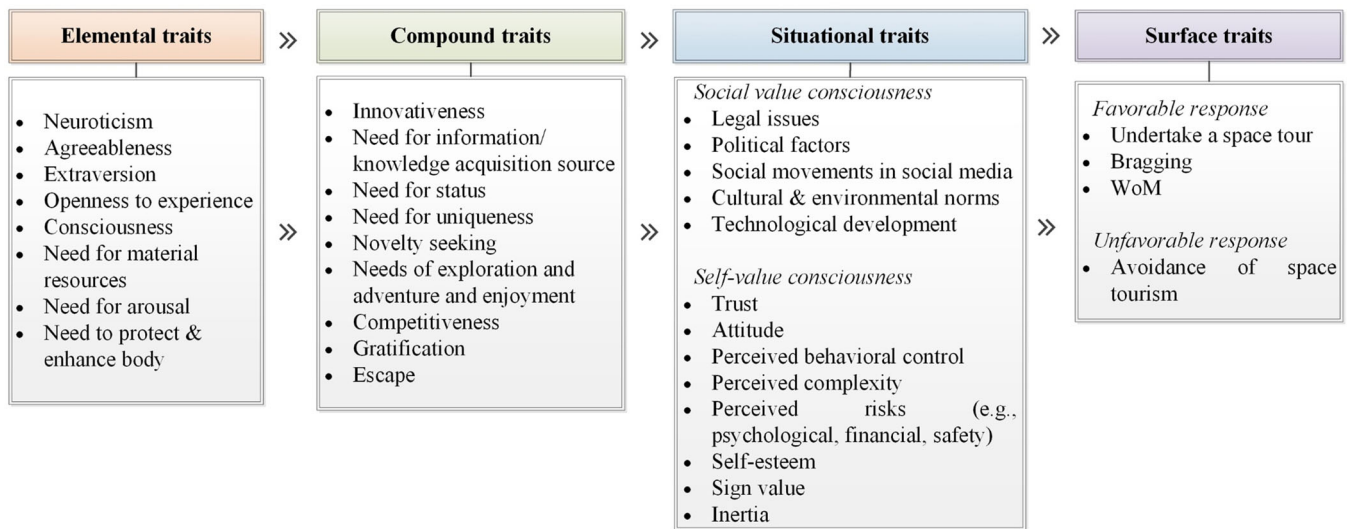 Elemental traits
»
Compound traits
»
Situational traits
»
Surface traits
• Neuroticism
• Agreeableness
• Extraversion
• Openness to experience
• Consciousness
• Need for material
resources
• Need for arousal
• Need to protect &
enhance body
»
• Innovativeness
• Need for information/
knowledge acquisition source
• Need for status
• Need for uniqueness
• Novelty seeking
• Needs of exploration and
adventure and enjoyment
• Competitiveness
• Gratification
• Escape
»
Social value consciousness
• Legal issues
• Political factors
• Social movements in social media
• Cultural & environmental norms
• Technological development
Self-value consciousness
• Trust
• Attitude
• Perceived behavioral control
• Perceived complexity
• Perceived risks (e.g.,
psychological, financial, safety)
• Self-esteem
• Sign value
• Inertia
»
Favorable response
• Undertake a space tour
• Bragging
• WoM
Unfavorable response
• Avoidance of space
tourism